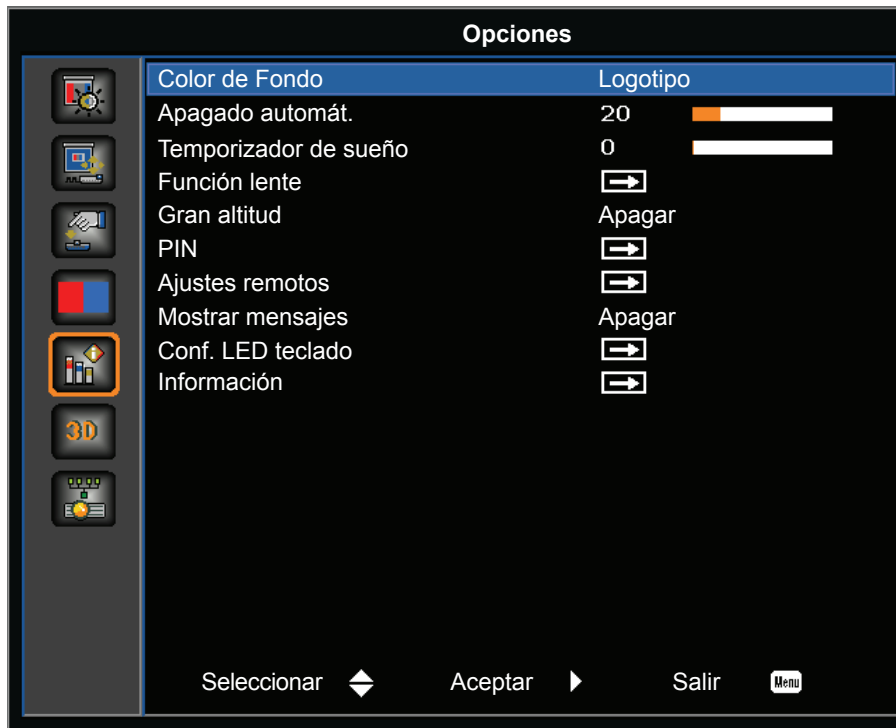 Opciones
Color de Fondo Logotipo
Apagado automát. 20
Temporizador de sueño 0
Función lente
Gran altitud Apagar
PIN
Ajustes remotos
Mostrar mensajes Apagar
Conf. LED teclado
Información
3D
Seleccionar Aceptar Salir Menu